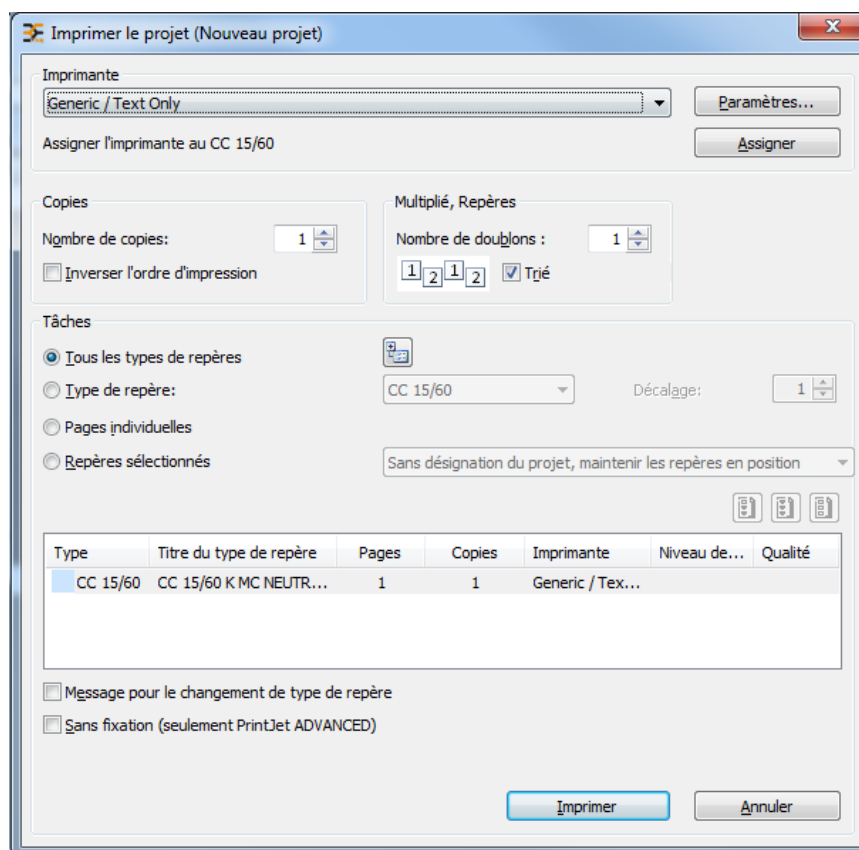 Imprimer le projet (Nouveau projet)
Imprimante
Generic / Text Only
Paramètres...
Assigner l'imprimante au CC 15/60
Assigner
Copies
Multiplié, Repères
Nombre de copies:
1
Nombre de doublons :
1
Inverser l'ordre d'impression
1 2 1 2
Trié
Tâches
Tous les types de repères
Type de repère:
CC 15/60
Décalage:
1
Pages individuelles
Repères sélectionnés
Sans désignation du projet, maintenir les repères en position
Type Titre du type de repère Pages Copies Imprimante Niveau de... Qualité
CC 15/60 CC 15/60 K MC NEUTR... 1 1 Generic / Tex...
Message pour le changement de type de repère
Sans fixation (seulement PrintJet ADVANCED)
Imprimer
Annuler